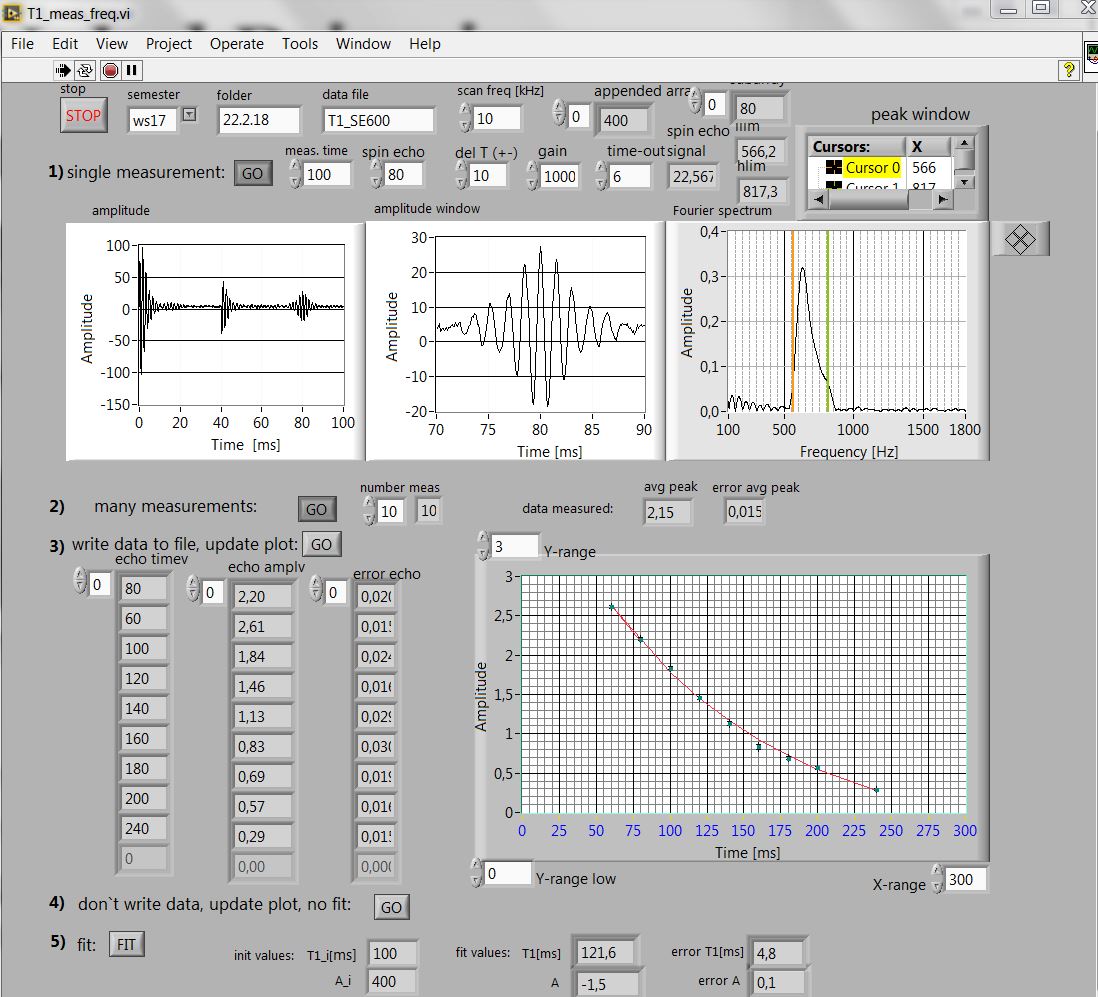 T1_meas_freq.vi
File Edit View Project Operate Tools Window Help
stop semester folder data file scan freq [kHz] appended arra
STOP ws17 22.2.18 T1_SE600 10 0 400 0 80
peak window
spin echo signal 22,567
llim 566,2
hlim 817,3
Cursors: X
Cursor 0 566
Cursor 1 817
meas. time spin echo del T (+-) gain time-out
1) single measurement: GO 100 80 10 1000 6
amplitude amplitude window Fourier spectrum
Amplitude
100
50
0
-50
-100
-150
0 20 40 60 80 100
Time [ms]
Amplitude
30
20
10
0
-10
-20
70 75 80 85 90
Time [ms]
Amplitude
0,4
0,3
0,2
0,1
0,0
100 500 1000 1500 1800
Frequency [Hz]
number meas avg peak error avg peak
2) many measurements: GO 10 10 data measured: 2,15 0,015
3) write data to file, update plot: GO
echo timev echo amplv error echo
0 0 0
80 2,20 0,020
60 2,61 0,015
100 1,84 0,024
120 1,46 0,016
140 1,13 0,029
160 0,83 0,030
180 0,69 0,019
200 0,57 0,016
240 0,29 0,015
0 0,00 0,000
3 Y-range
Amplitude
3
2,5
2
1,5
1
0,5
0
0 25 50 75 100 125 150 175 200 225 250 275 300
Time [ms]
0 Y-range low
X-range 300
4) don`t write data, update plot, no fit: GO
5) fit: FIT
init values: T1_i[ms] 100 fit values: T1[ms] 121,6 error T1[ms] 4,8
A_i 400 A -1,5 error A 0,1